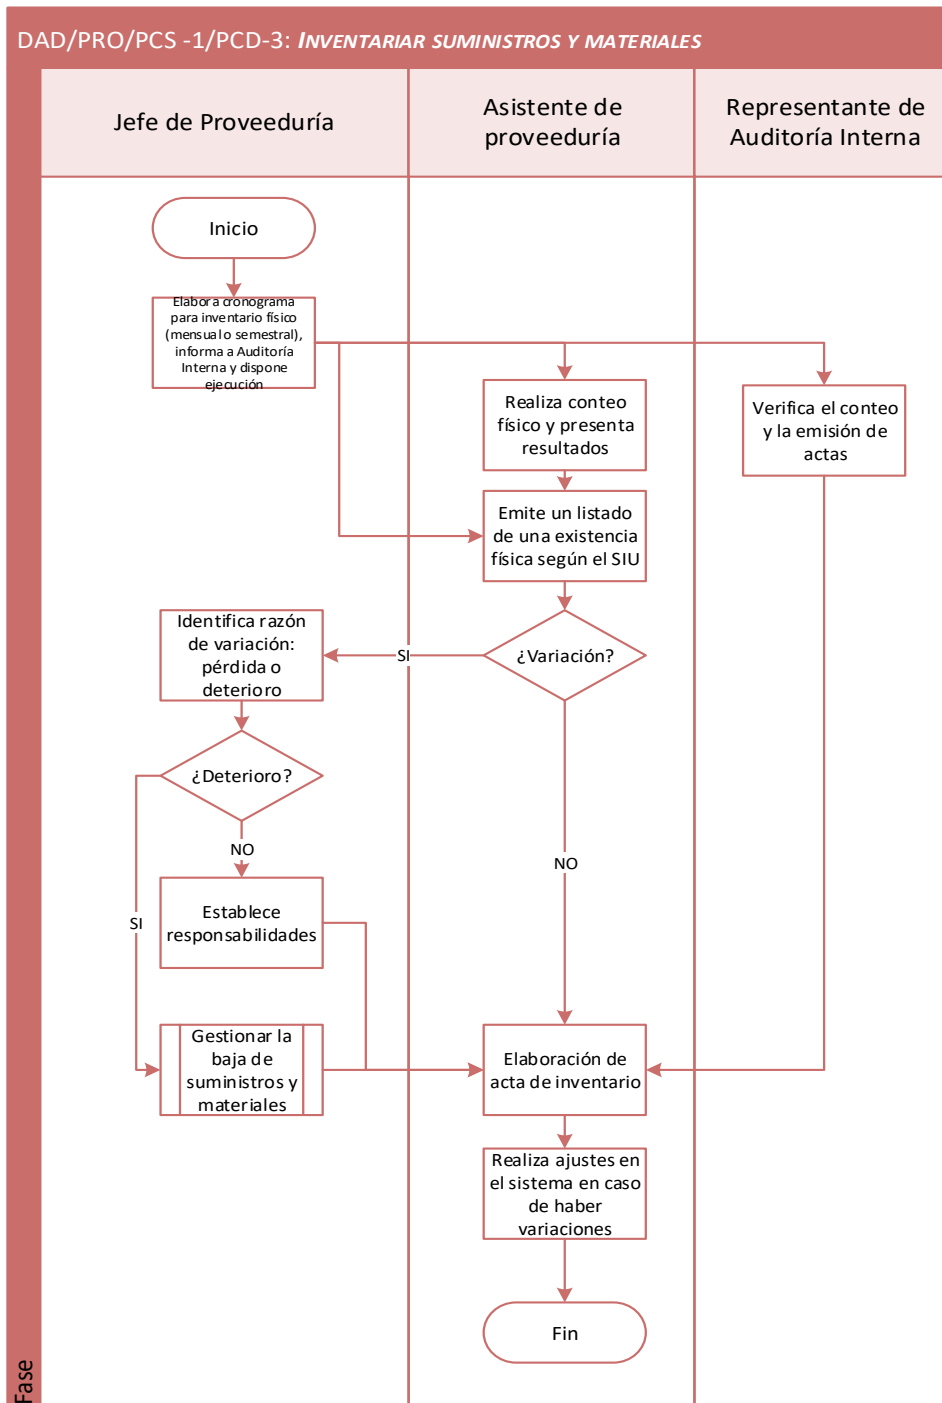 DAD/PRO/PCS -1/PCD-3: INVENTARIAR SUMINISTROS Y MATERIALES
Jefe de Proveeduría
Asistente de
proveeduría
Representante de
Auditoría Interna
Inicio
Elabora cronograma
para inventario físico
(mensual o semestral),
informa a Auditoría
Interna y dispone
ejecución
Realiza conteo
físico y presenta
resultados
Verifica el conteo
y la emisión de
actas
Emite un listado
de una existencia
física según el SIU
Identifica razón
de variación:
pérdida o
deterioro
SI
¿Variación?
¿Deterioro?
NO
NO
Establece
responsabilidades
SI
Gestionar la
baja de
suministros y
materiales
Elaboración de
acta de inventario
Realiza ajustes en
el sistema en caso
de haber
variaciones
Fin
Fase